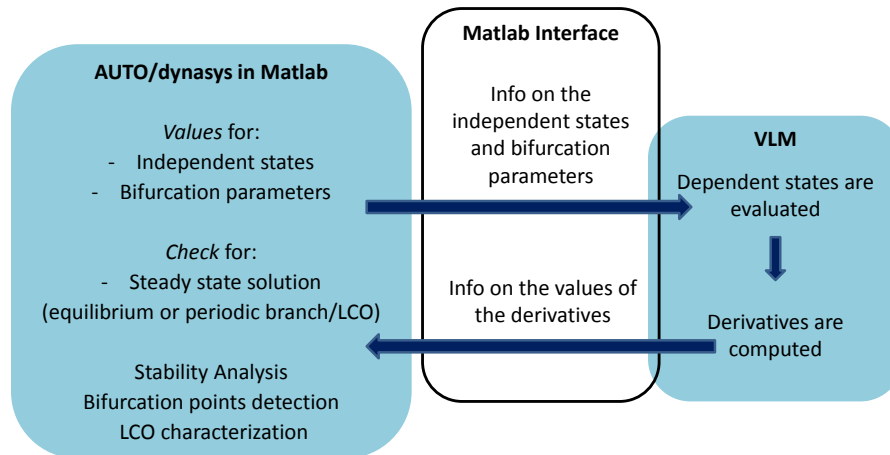 AUTO/dynasys in Matlab
Values for:
- Independent states
- Bifurcation parameters
Check for:
- Steady state solution
(equilibrium or periodic branch/LCO)
Stability Analysis
Bifurcation points detection
LCO characterization
Matlab Interface
Info on the
independent states
and bifurcation
parameters
Info on the values of
the derivatives
VLM
Dependent states are
evaluated
Derivatives are
computed